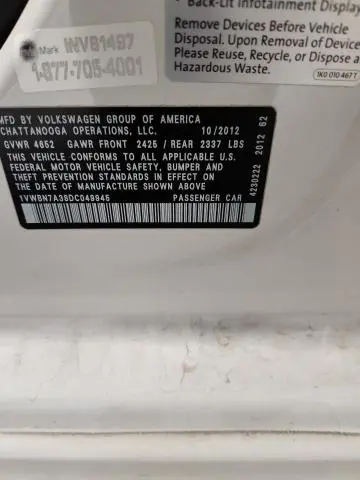 Back-Lit Infotainment Display
Remove Devices Before Vehicle
Disposal. Upon Removal of Device
Please Reuse, Recycle, or Dispose a
Hazardous Waste.
1K0 010 467 T
Mark INV81497
1-877-705-4001
MFD BY VOLKSWAGEN GROUP OF AMERICA
CHATTANOOGA OPERATIONS, LLC. 10/2012
GVWR 4652 GAWR FRONT 2425 / REAR 2337 LBS
THIS VEHICLE CONFORMS TO ALL APPLICABLE U.S.
FEDERAL MOTOR VEHICLE SAFETY, BUMPER AND
THEFT PREVENTION STANDARDS IN EFFECT ON THE
DATE OF MANUFACTURE SHOWN ABOVE
1VWBN7A38DC049945 PASSENGER CAR
4230222 2012 62